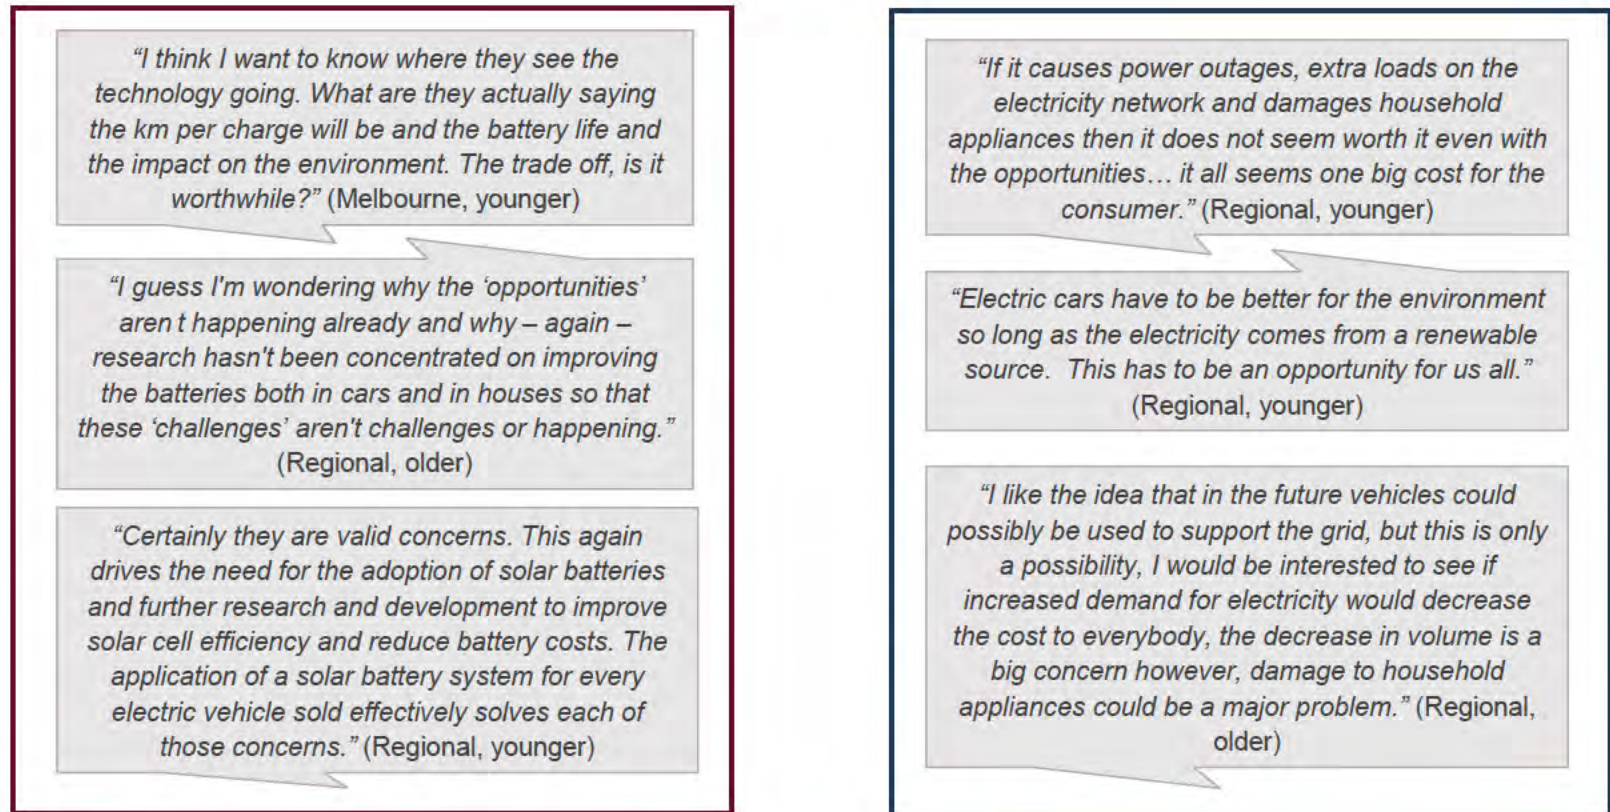 “I think I want to know where they see the
technology going. What are they actually saying
the km per charge will be and the battery life and
the impact on the environment. The trade off, is it
worthwhile?” (Melbourne, younger)
“I guess I'm wondering why the ‘opportunities’
aren t happening already and why – again –
research hasn't been concentrated on improving
the batteries both in cars and in houses so that
these ‘challenges’ aren't challenges or happening.”
(Regional, older)
“Certainly they are valid concerns. This again
drives the need for the adoption of solar batteries
and further research and development to improve
solar cell efficiency and reduce battery costs. The
application of a solar battery system for every
electric vehicle sold effectively solves each of
those concerns.” (Regional, younger)
“If it causes power outages, extra loads on the
electricity network and damages household
appliances then it does not seem worth it even with
the opportunities… it all seems one big cost for the
consumer.” (Regional, younger)
“Electric cars have to be better for the environment
so long as the electricity comes from a renewable
source.  This has to be an opportunity for us all.”
(Regional, younger)
“I like the idea that in the future vehicles could
possibly be used to support the grid, but this is only
a possibility, I would be interested to see if
increased demand for electricity would decrease
the cost to everybody, the decrease in volume is a
big concern however, damage to household
appliances could be a major problem.” (Regional,
older)